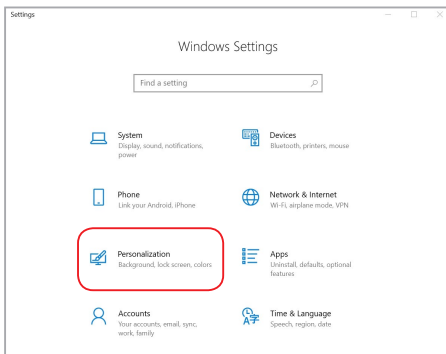 Settings
Windows Settings
Find a setting
System
Display, sound, notifications,
power
Devices
Bluetooth, printers, mouse
Phone
Link your Android, iPhone
Network & Internet
Wi-Fi, airplane mode, VPN
Personalization
Background, lock screen, colors
Apps
Uninstall, defaults, optional
features
Accounts
Your accounts, email, sync,
work, family
Time & Language
Speech, region, date